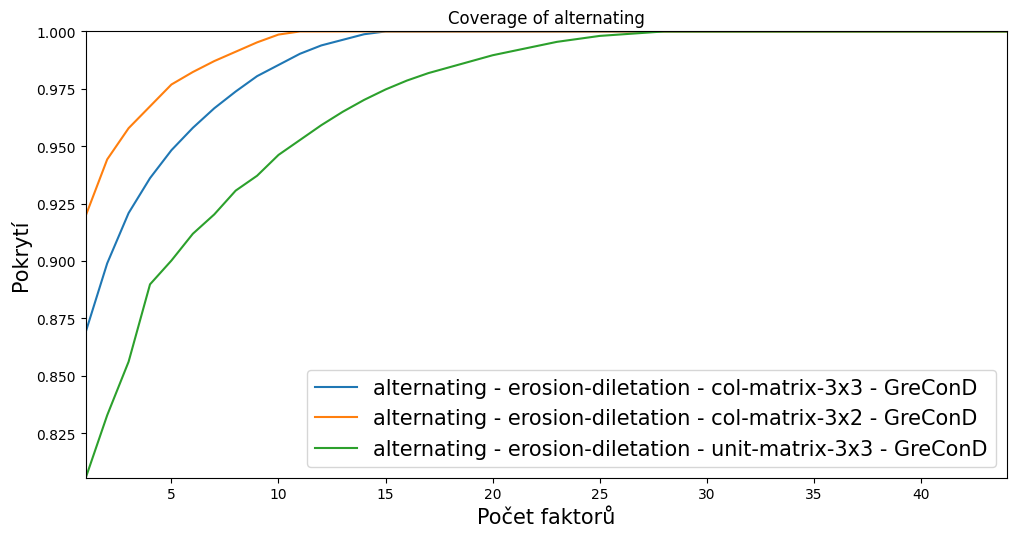 Coverage of alternating
1.000
0.975
0.950
0.925
0.900
0.875
0.850
0.825
Pokrytí
alternating - erosion-diletation - col-matrix-3x3 - GreConD
alternating - erosion-diletation - col-matrix-3x2 - GreConD
alternating - erosion-diletation - unit-matrix-3x3 - GreConD
5 10 15 20 25 30 35 40
Počet faktorů